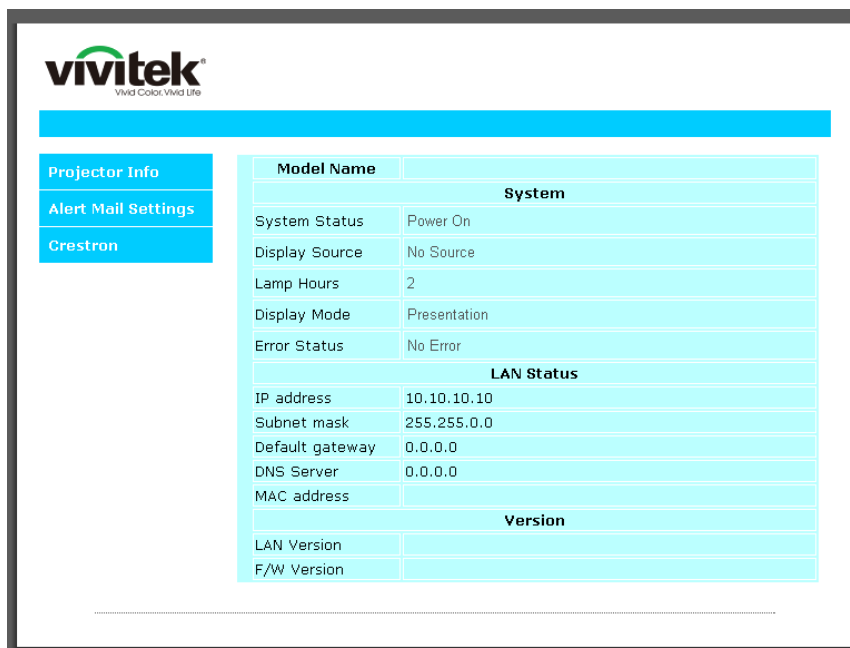 vivitek®
Vivid Color. Vivid Life
Projector Info
Alert Mail Settings
Crestron
Model Name
System
System Status Power On
Display Source No Source
Lamp Hours 2
Display Mode Presentation
Error Status No Error
LAN Status
IP address 10.10.10.10
Subnet mask 255.255.0.0
Default gateway 0.0.0.0
DNS Server 0.0.0.0
MAC address
Version
LAN Version
F/W Version